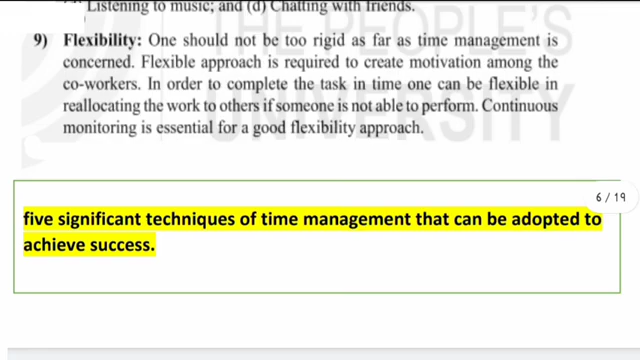 Listening to music; and (d) Chatting with friends.
THE PEOPLE'S
UNIVERSITY
9) Flexibility: One should not be too rigid as far as time management is
concerned. Flexible approach is required to create motivation among the
co-workers. In order to complete the task in time one can be flexible in
reallocating the work to others if someone is not able to perform. Continuous
monitoring is essential for a good flexibility approach.
6 / 19
five significant techniques of time management that can be adopted to
achieve success.